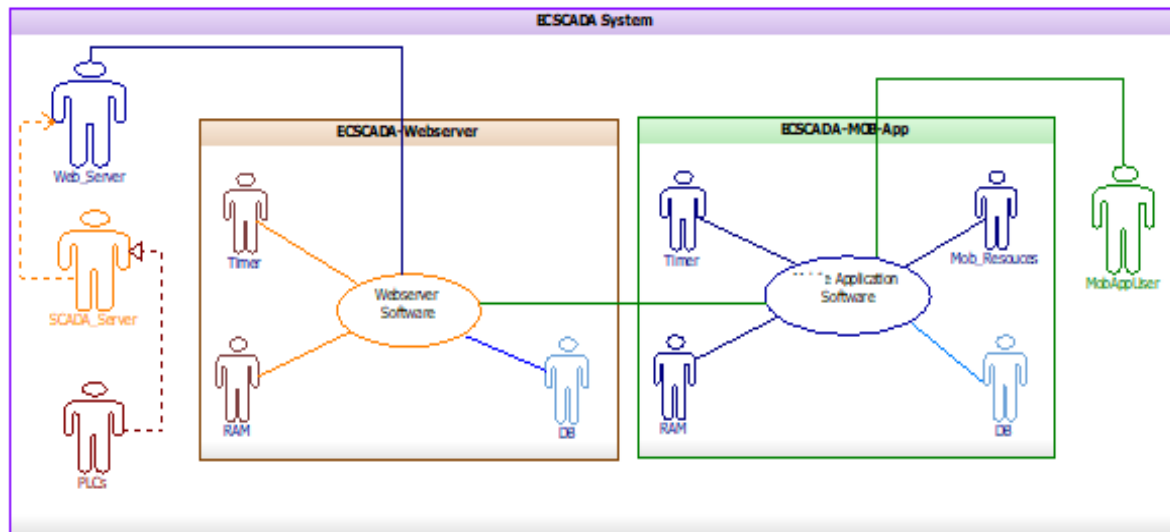 ECSCADA System
Web_Server
SCADA_Server
PLCs
ECSCADA-Webserver
Timer
Webserver
Software
RAM
DB
ECSCADA-MOB-App
Timer
Mob_Resouces
Application
Software
RAM
DB
MobAppUser